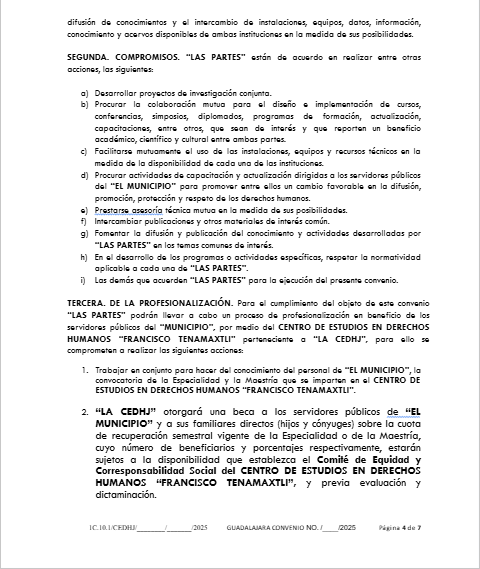 difusión de conocimientos y el intercambio de instalaciones, equipos, datos, información,
conocimiento y acervos disponibles de ambas instituciones en la medida de sus posibilidades.
SEGUNDA. COMPROMISOS. “LAS PARTES” están de acuerdo en realizar entre otras
acciones, las siguientes:
a) Desarrollar proyectos de investigación conjunta.
b) Procurar la colaboración mutua para el diseño e implementación de cursos,
conferencias, simposios, diplomados, programas de formación, actualización,
capacitaciones, entre otros, que sean de interés y que reporten un beneficio
académico, científico y cultural entre ambas partes.
c) Facilitarse mutuamente el uso de las instalaciones, equipos y recursos técnicos en la
medida de la disponibilidad de cada una de las instituciones.
d) Procurar actividades de capacitación y actualización dirigidas a los servidores públicos
del “EL MUNICIPIO” para promover entre ellos un cambio favorable en la difusión,
promoción, protección y respeto de los derechos humanos.
e) Prestarse asesoría técnica mutua en la medida de sus posibilidades.
f) Intercambiar publicaciones y otros materiales de interés común.
g) Fomentar la difusión y publicación del conocimiento y actividades desarrolladas por
“LAS PARTES” en los temas comunes de interés.
h) En el desarrollo de los programas o actividades específicas, respetar la normatividad
aplicable a cada una de “LAS PARTES”.
i) Las demás que acuerden “LAS PARTES” para la ejecución del presente convenio.
TERCERA. DE LA PROFESIONALIZACIÓN. Para el cumplimiento del objeto de este convenio
“LAS PARTES” podrán llevar a cabo un proceso de profesionalización en beneficio de los
servidores públicos del “MUNICIPIO”, por medio del CENTRO DE ESTUDIOS EN DERECHOS
HUMANOS “FRANCISCO TENAMAXTLI” perteneciente a “LA CEDHJ”, para ello se
comprometen a realizar las siguientes acciones:
1. Trabajar en conjunto para hacer del conocimiento del personal de “EL MUNICIPIO”, la
convocatoria de la Especialidad y la Maestría que se imparten en el CENTRO DE
ESTUDIOS EN DERECHOS HUMANOS “FRANCISCO TENAMAXTLI”.
2. “LA CEDHJ” otorgará una beca a los servidores públicos de “EL
MUNICIPIO” y a sus familiares directos (hijos y cónyuges) sobre la cuota
de recuperación semestral vigente de la Especialidad o de la Maestría,
cuyo número de beneficiarios y porcentajes respectivamente, estarán
sujetos a la disponibilidad que establezca el Comité de Equidad y
Corresponsabilidad Social del CENTRO DE ESTUDIOS EN DERECHOS
HUMANOS “FRANCISCO TENAMAXTLI”, y previa evaluación y
dictaminación.
1C.10.1/CEDHJ/_______/______/2025 GUADALAJARA CONVENIO NO. /____/2025 Página 4 de 7